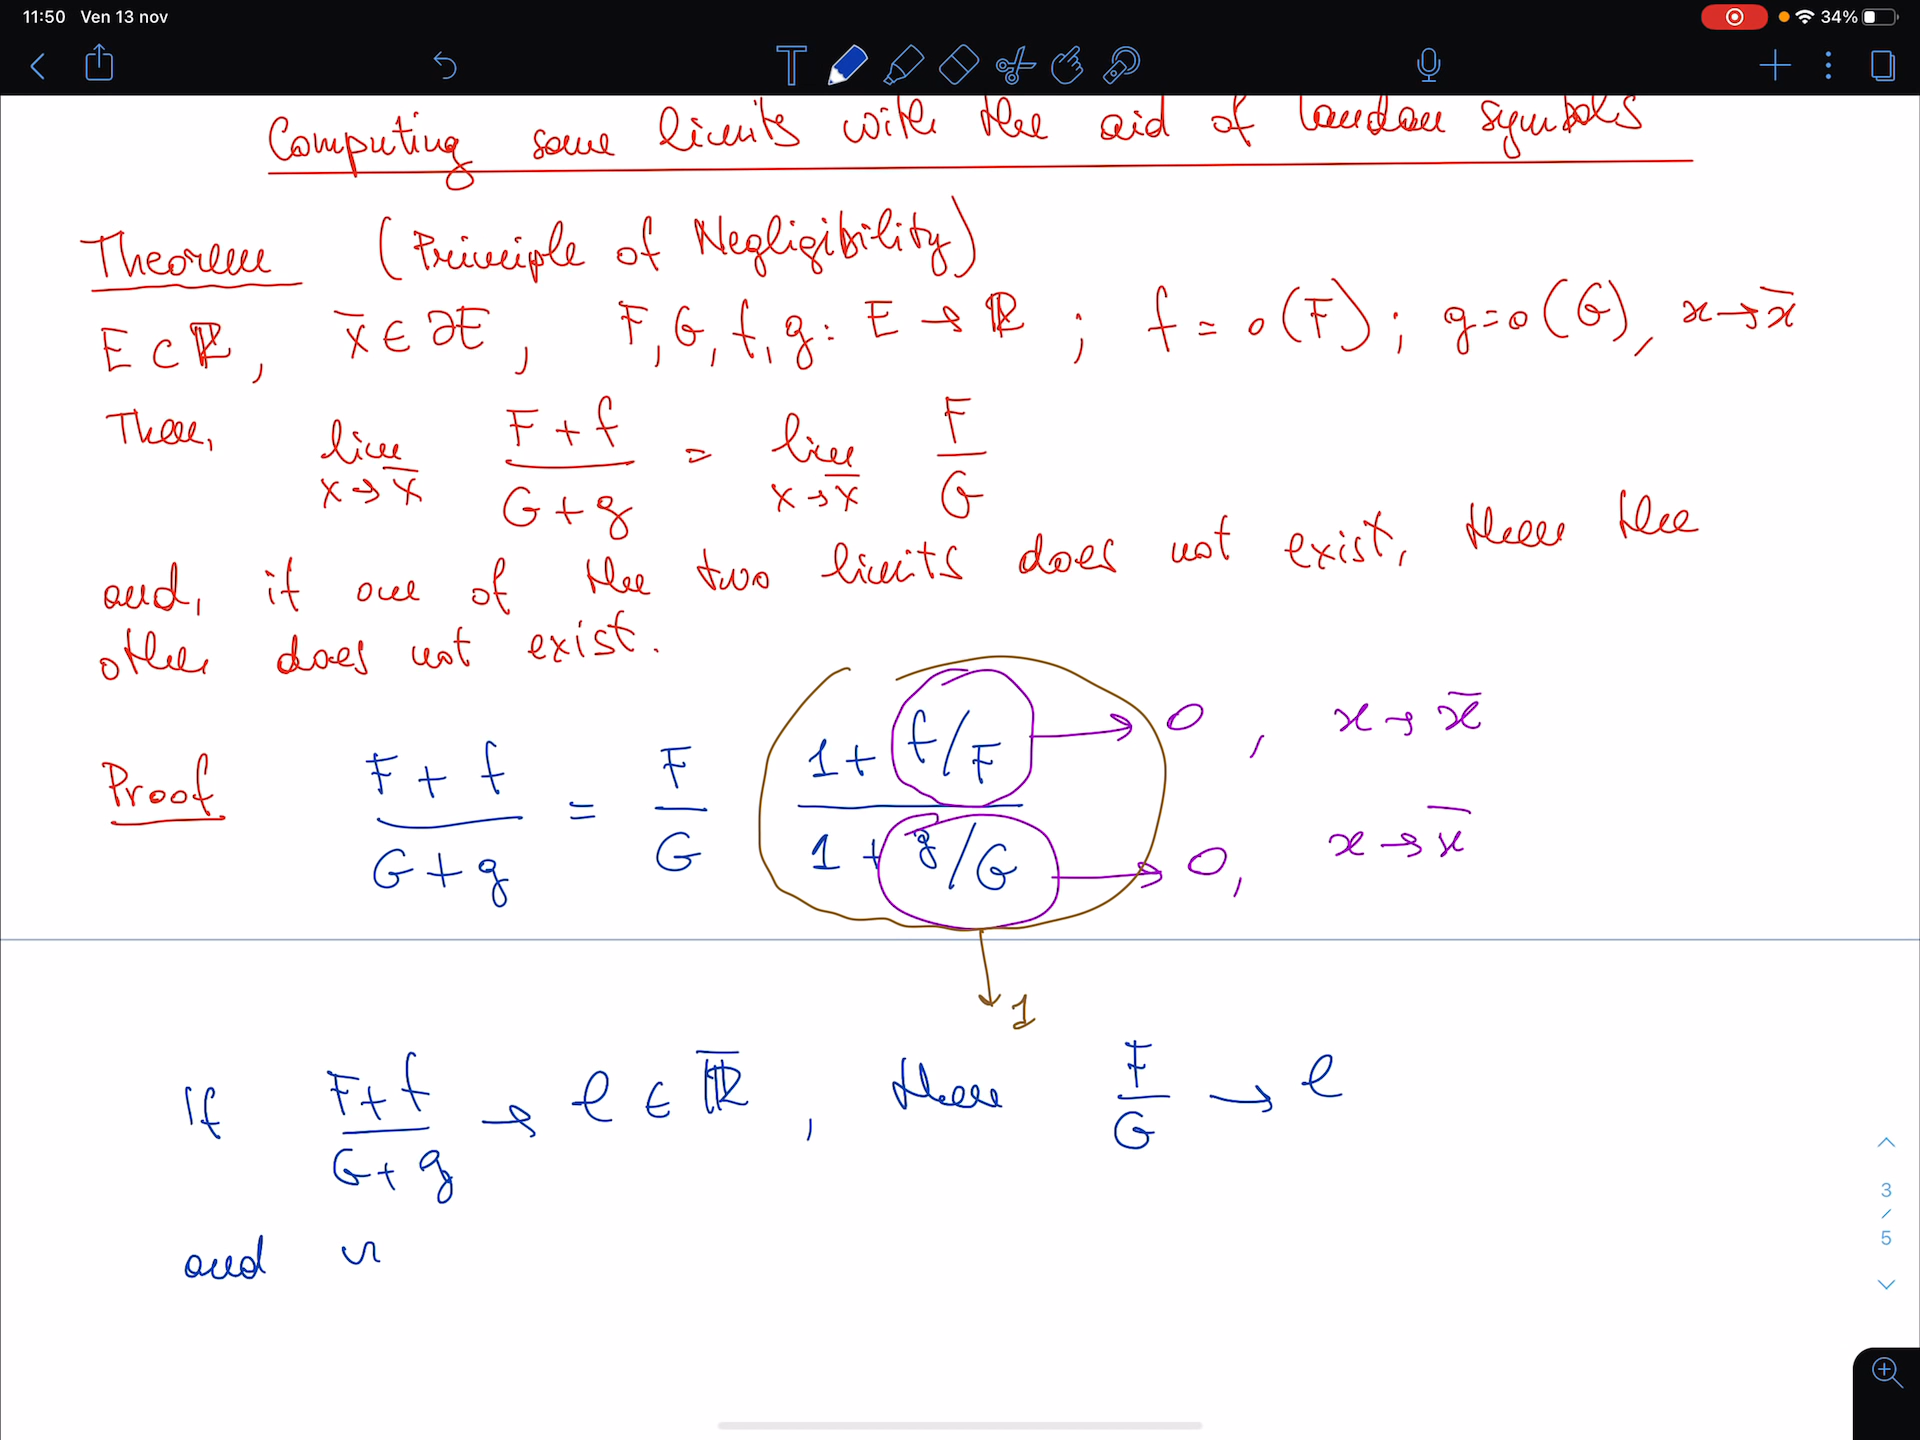 11:50 Ven 13 nov 34%
T
Computing some limits with the aid of Landau symbols
Theorem (Principle of Negligibility)
E ⊂ ℝ, x̄ ∈ ∂E, F, G, f, g : E → ℝ ; f = o(F); g = o(G), x → x̄
Then, lim x→x̄ (F + f)/(G + g) = lim x→x̄ F/G
and, if one of the two limits does not exist, then the
other does not exist.
Proof (F + f)/(G + g) = F/G (1 + f/F)/(1 + g/G) → 0, x → x̄
→ 0, x → x̄
↓ 1
If (F + f)/(G + g) → ℓ ∈ ℝ̄, then F/G → ℓ
and
3
/
5